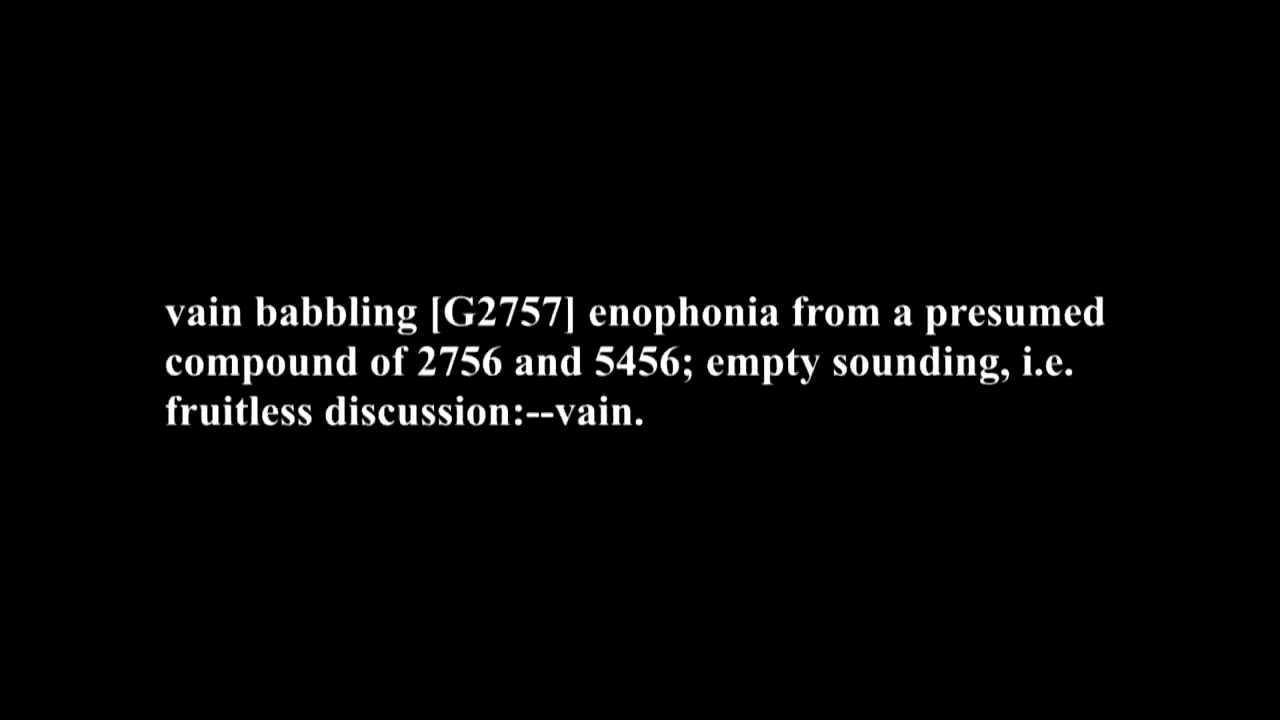 vain babbling [G2757] enophonia from a presumed
compound of 2756 and 5456; empty sounding, i.e.
fruitless discussion:--vain.